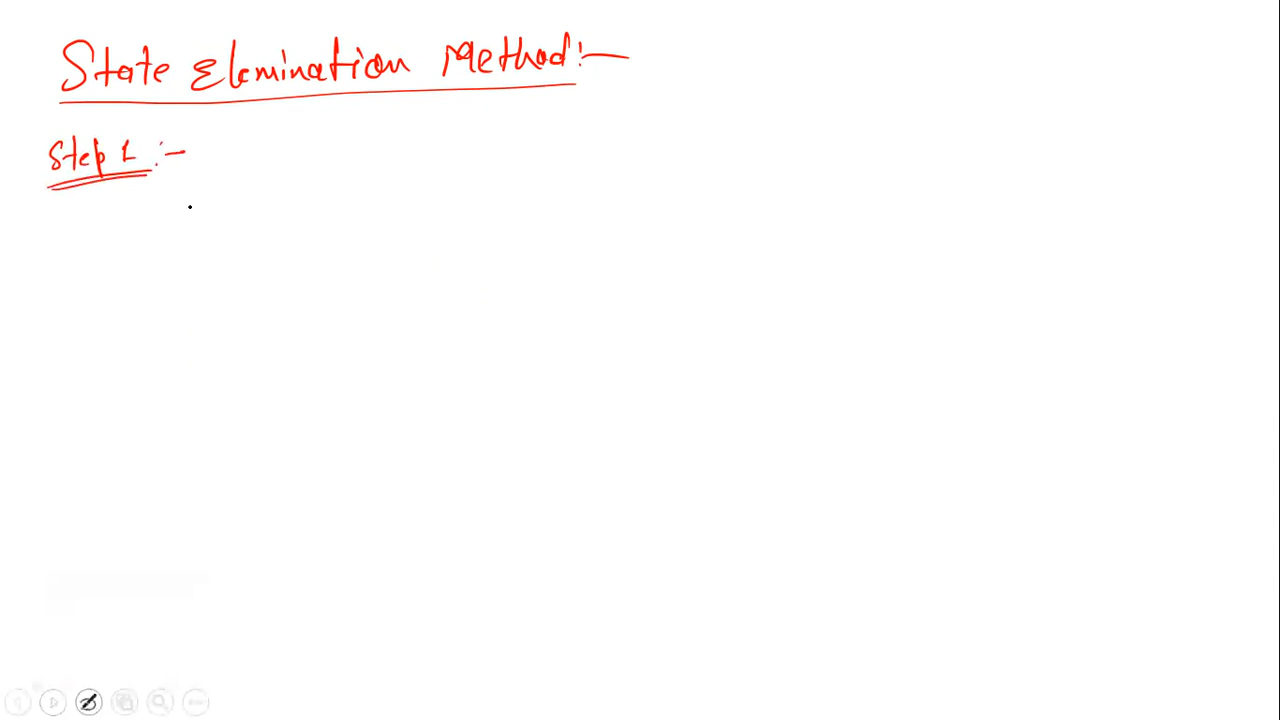 State Elemination Method:-
Step 1 :-